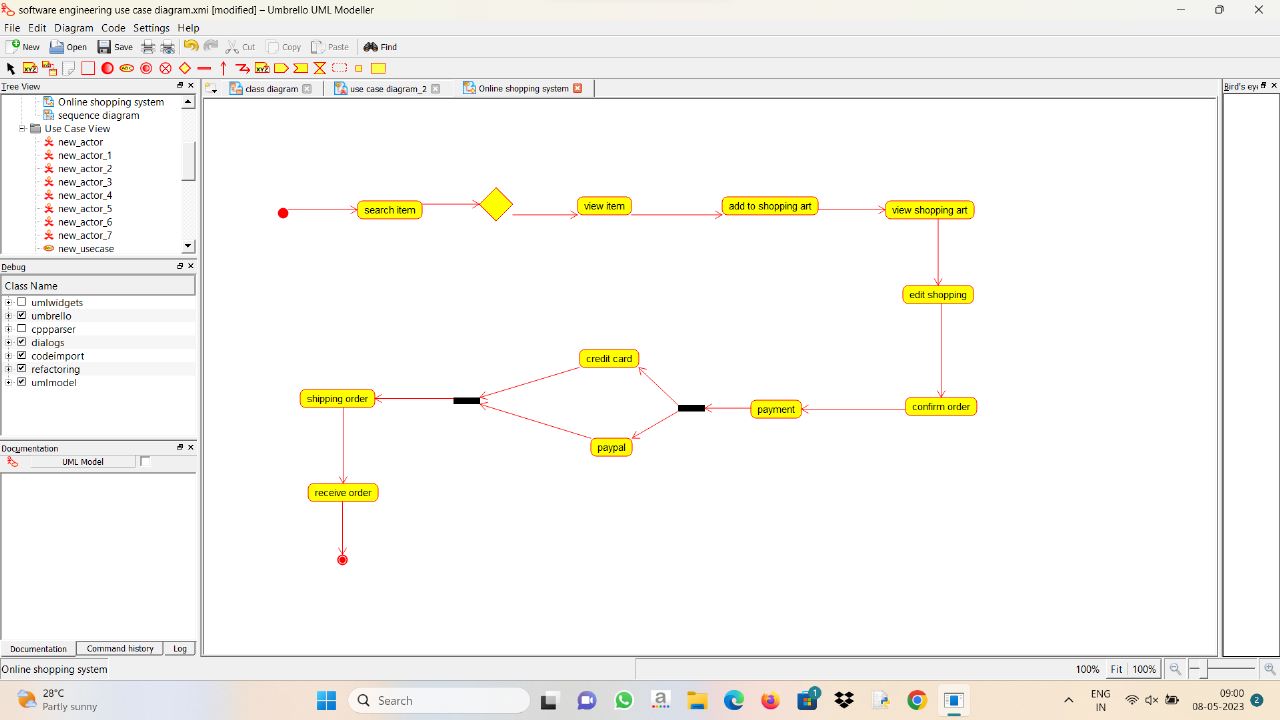 software engineering use case diagram.xmi [modified] – Umbrello UML Modeller
File Edit Diagram Code Settings Help
New Open Save Cut Copy Paste Find
Tree View
class diagram
use case diagram_2
Online shopping system
Bird's ey
Online shopping system
sequence diagram
Use Case View
new_actor
new_actor_1
new_actor_2
new_actor_3
new_actor_4
new_actor_5
new_actor_6
new_actor_7
new_usecase
Debug
Class Name
umlwidgets
umbrello
cppparser
dialogs
codeimport
refactoring
umlmodel
Documentation
UML Model
Documentation Command history Log
search item
view item
add to shopping art
view shopping art
edit shopping
confirm order
payment
credit card
paypal
shipping order
receive order
Online shopping system
100% Fit 100%
28°C
Partly sunny
Search
1
ENG
IN
09:00
08-05-2023
2